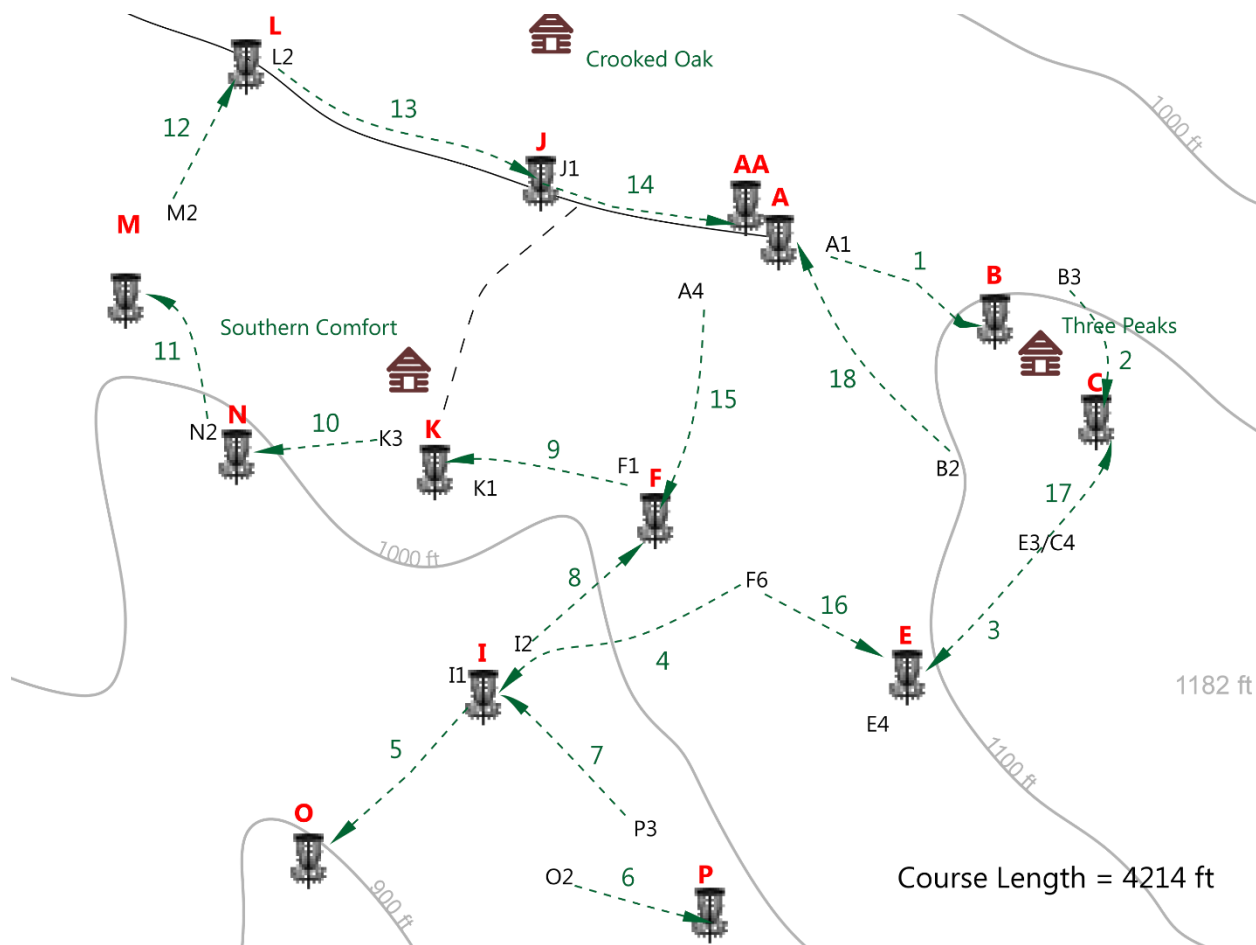 L
L2
Crooked Oak
13
1000 ft
12
J
J1
AA
14
A
M2
M
A1
1
B
B3
A4
Southern Comfort
Three Peaks
11
18
2
C
15
N
10
K
N2
K3
9
F1
F
B2
K1
17
1000 ft
E3/C4
8
F6
16
I2
E
3
I
4
I1
1182 ft
E4
5
7
1100 ft
O
P3
O2
6
P
Course Length = 4214 ft
900 ft